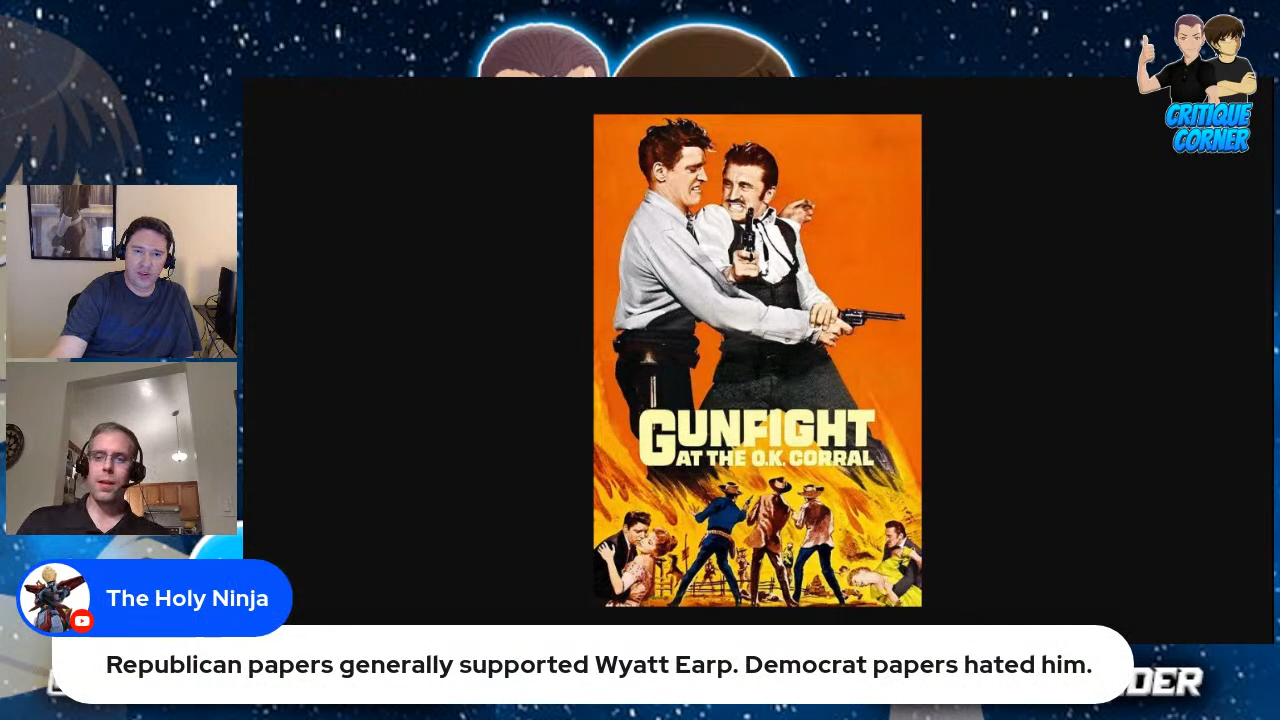 CRITIQUE
CORNER
GUNFIGHT
AT THE O.K. CORRAL
The Holy Ninja
Republican papers generally supported Wyatt Earp. Democrat papers hated him.